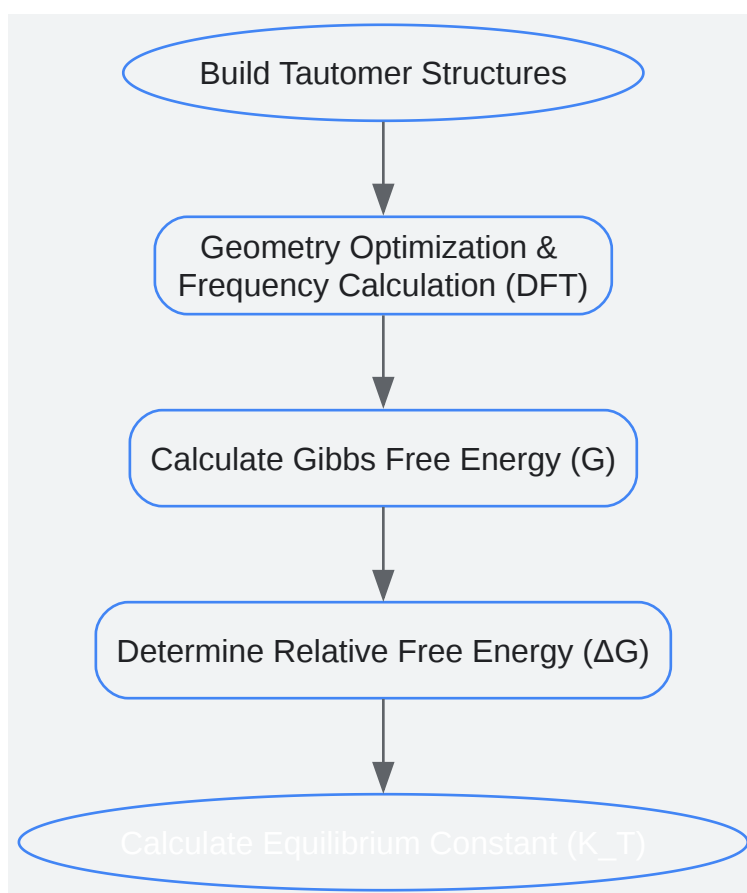 Build Tautomer Structures
Geometry Optimization &
Frequency Calculation (DFT)
Calculate Gibbs Free Energy (G)
Determine Relative Free Energy (ΔG)
Calculate Equilibrium Constant (K_T)